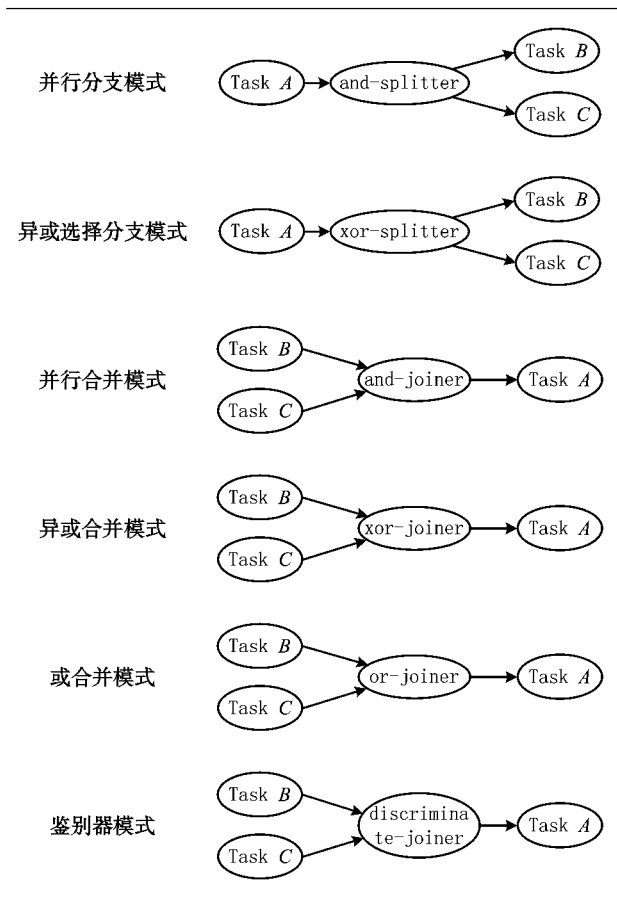 Task B
并行分支模式 Task A and-splitter
Task C
Task B
异或选择分支模式 Task A xor-splitter
Task C
Task B
并行合并模式 and-joiner Task A
Task C
Task B
异或合并模式 xor-joiner Task A
Task C
Task B
或合并模式 or-joiner Task A
Task C
Task B
鉴别器模式 discrimina
te-joiner Task A
Task C